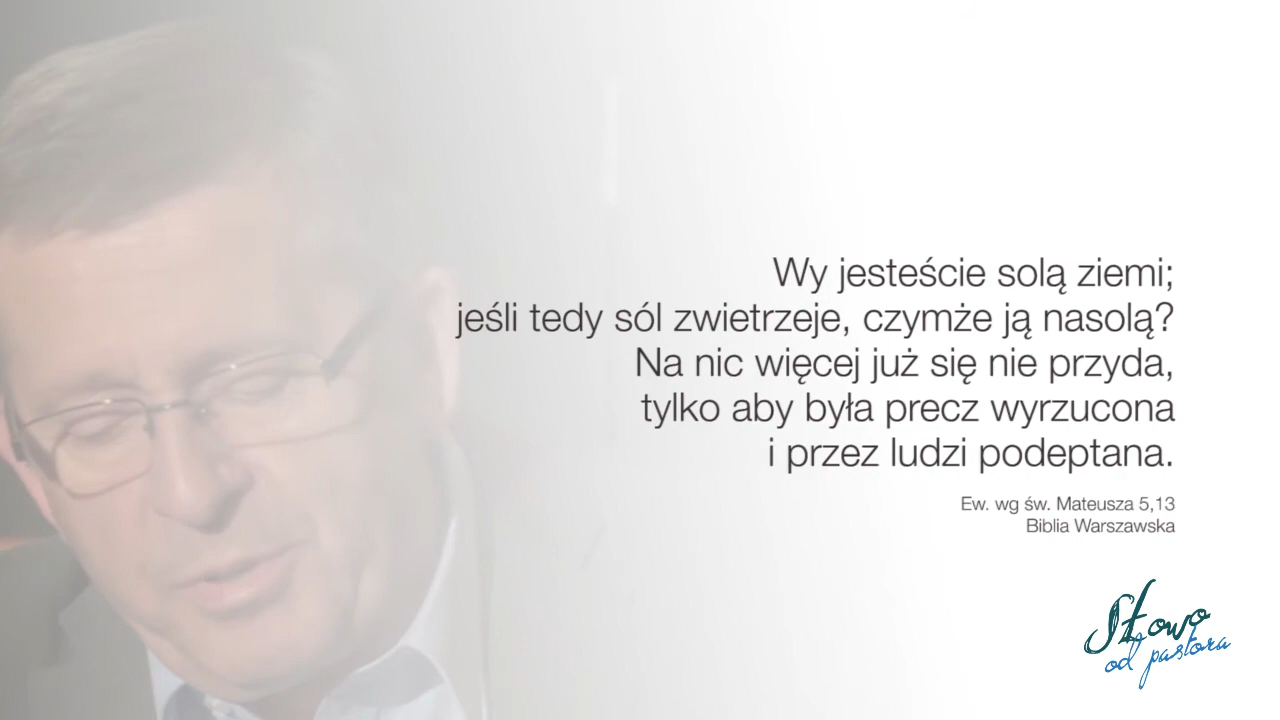 Wy jesteście solą ziemi;
jeśli tedy sól zwietrzeje, czymże ją nasolą?
Na nic więcej już się nie przyda,
tylko aby była precz wyrzucona
i przez ludzi podeptana.
Ew. wg św. Mateusza 5,13
Biblia Warszawska
Słowo
od pastora